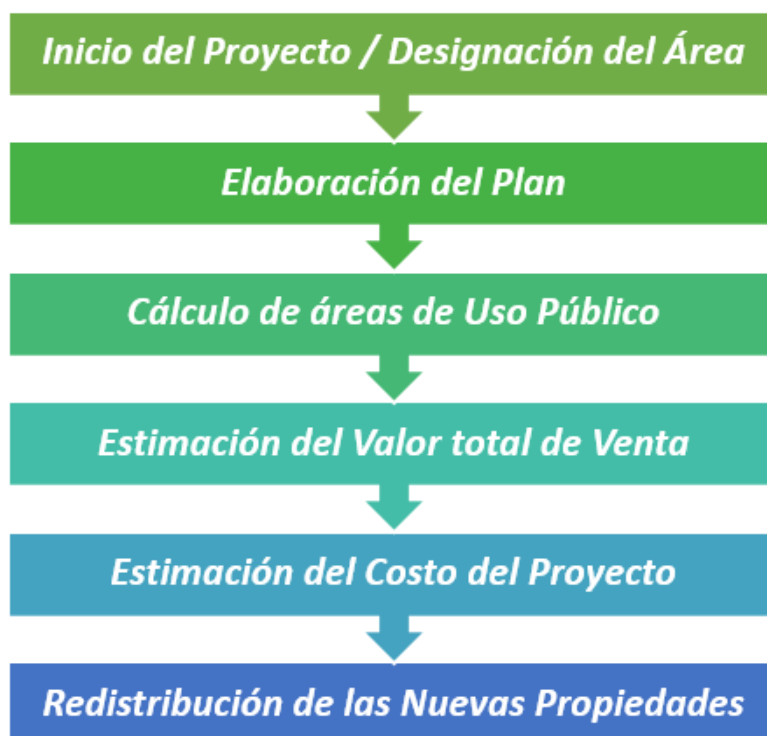 Inicio del Proyecto / Designación del Área
Elaboración del Plan
Cálculo de áreas de Uso Público
Estimación del Valor total de Venta
Estimación del Costo del Proyecto
Redistribución de las Nuevas Propiedades